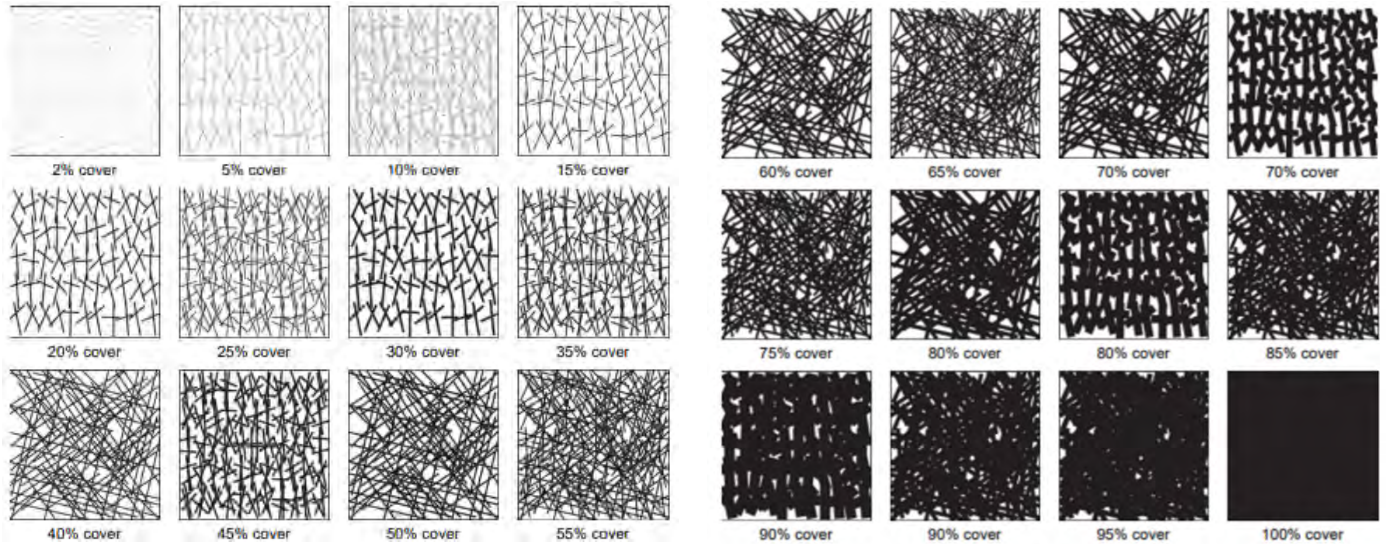 2% cover 5% cover 10% cover 15% cover
60% cover 65% cover 70% cover 70% cover
20% cover 25% cover 30% cover 35% cover
75% cover 80% cover 80% cover 85% cover
40% cover 45% cover 50% cover 55% cover
90% cover 90% cover 95% cover 100% cover